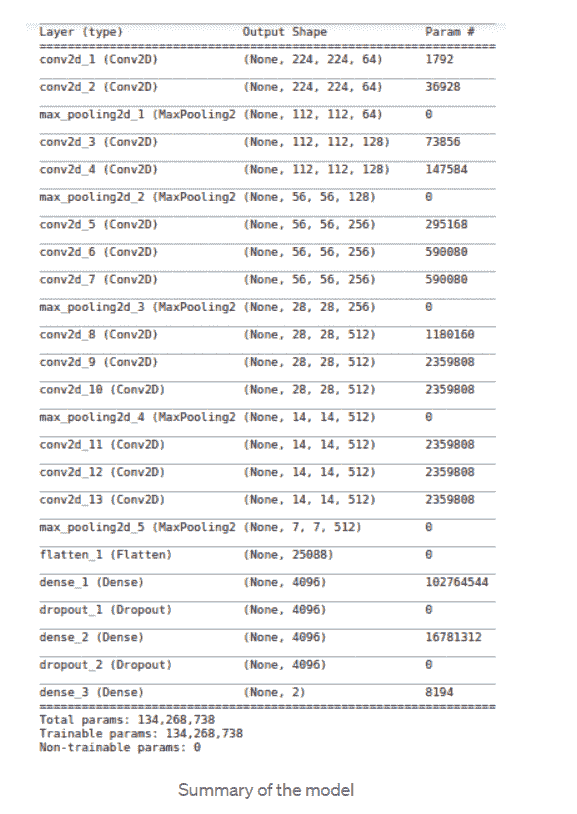 Layer (type) Output Shape Param #
conv2d_1 (Conv2D) (None, 224, 224, 64) 1792
conv2d_2 (Conv2D) (None, 224, 224, 64) 36928
max_pooling2d_1 (MaxPooling2 (None, 112, 112, 64) 0
conv2d_3 (Conv2D) (None, 112, 112, 128) 73856
conv2d_4 (Conv2D) (None, 112, 112, 128) 147584
max_pooling2d_2 (MaxPooling2 (None, 56, 56, 128) 0
conv2d_5 (Conv2D) (None, 56, 56, 256) 295168
conv2d_6 (Conv2D) (None, 56, 56, 256) 590080
conv2d_7 (Conv2D) (None, 56, 56, 256) 590080
max_pooling2d_3 (MaxPooling2 (None, 28, 28, 256) 0
conv2d_8 (Conv2D) (None, 28, 28, 512) 1180160
conv2d_9 (Conv2D) (None, 28, 28, 512) 2359808
conv2d_10 (Conv2D) (None, 28, 28, 512) 2359808
max_pooling2d_4 (MaxPooling2 (None, 14, 14, 512) 0
conv2d_11 (Conv2D) (None, 14, 14, 512) 2359808
conv2d_12 (Conv2D) (None, 14, 14, 512) 2359808
conv2d_13 (Conv2D) (None, 14, 14, 512) 2359808
max_pooling2d_5 (MaxPooling2 (None, 7, 7, 512) 0
flatten_1 (Flatten) (None, 25088) 0
dense_1 (Dense) (None, 4096) 102764544
dropout_1 (Dropout) (None, 4096) 0
dense_2 (Dense) (None, 4096) 16781312
dropout_2 (Dropout) (None, 4096) 0
dense_3 (Dense) (None, 2) 8194
Total params: 134,268,738
Trainable params: 134,268,738
Non-trainable params: 0
Summary of the model